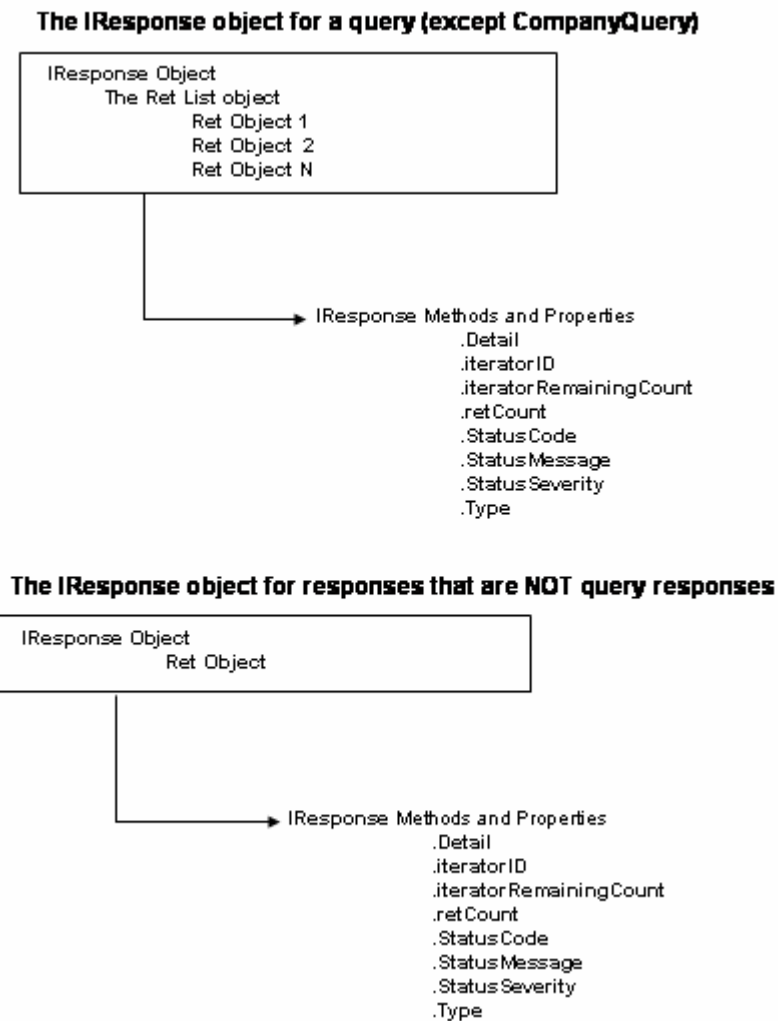 The IResponse object for a query (except CompanyQuery)
IResponse Object
The Ret List object
Ret Object 1
Ret Object 2
Ret Object N
IResponse Methods and Properties
.Detail
.iteratorID
.iteratorRemainingCount
.retCount
.StatusCode
.StatusMessage
.StatusSeverity
.Type
The IResponse object for responses that are NOT query responses
IResponse Object
Ret Object
IResponse Methods and Properties
.Detail
.iteratorID
.iteratorRemainingCount
.retCount
.StatusCode
.StatusMessage
.StatusSeverity
.Type